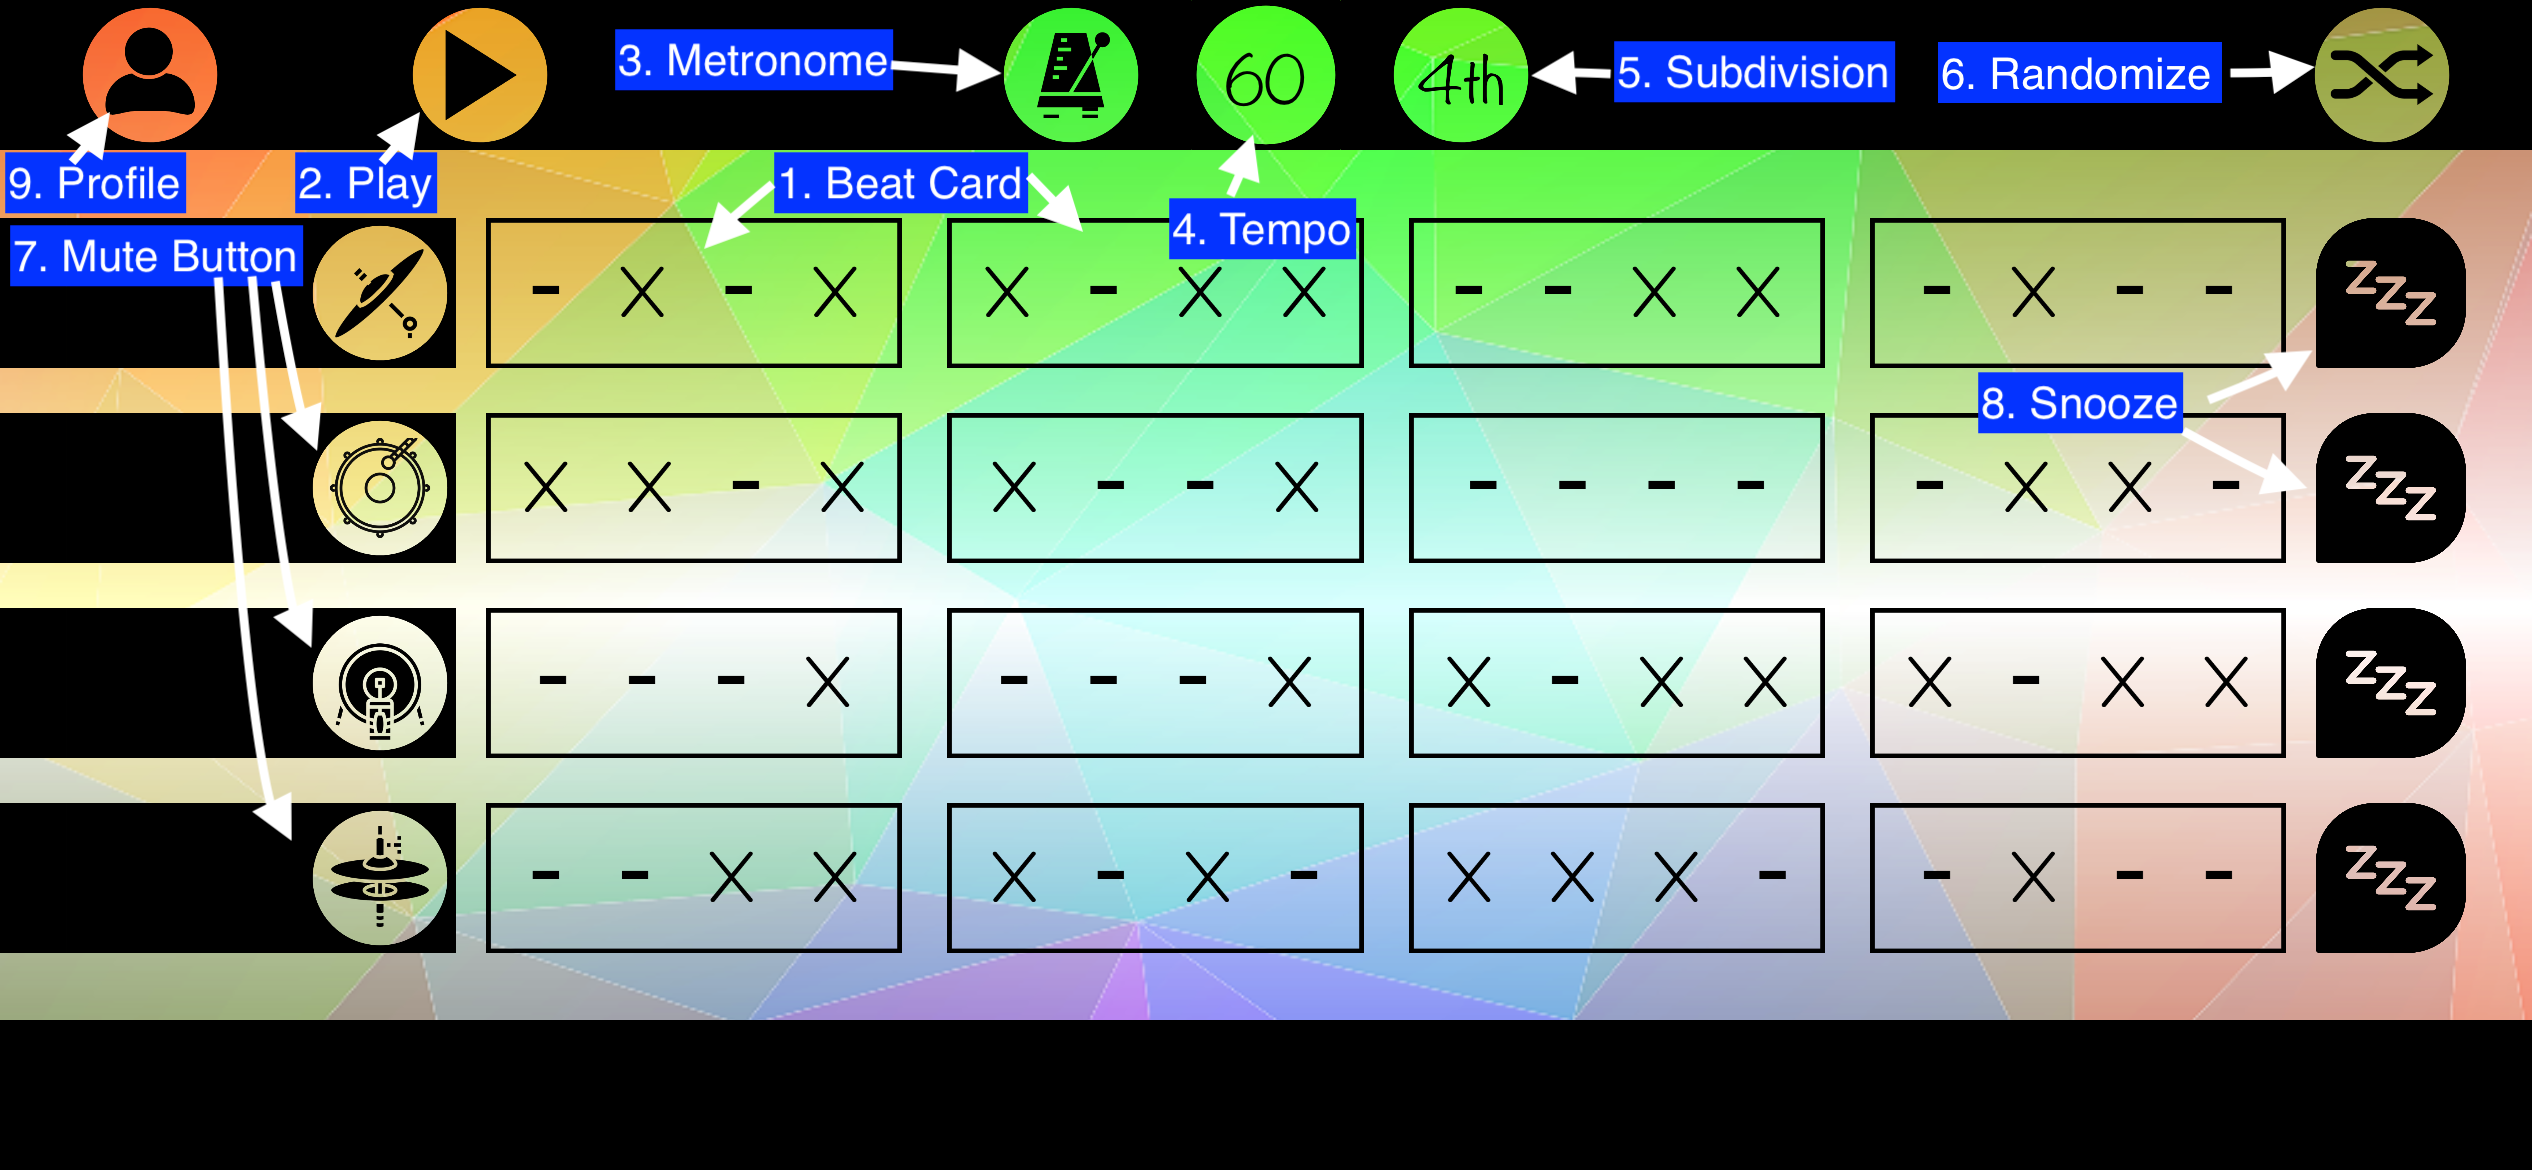 3. Metronome
60
4th
5. Subdivision
6. Randomize
9. Profile
2. Play
1. Beat Card
4. Tempo
7. Mute Button
- X - X
X - X X
- - X X
- X - -
zzz
8. Snooze
X X - X
X - - X
- - - -
- X X -
zzz
- - - X
- - - X
X - X X
X - X X
zzz
- - X X
X - X -
X X X -
- X - -
zzz